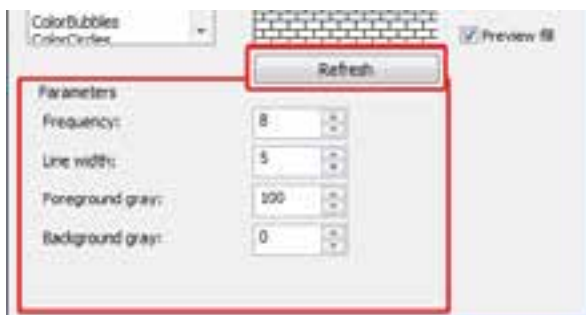 ColorBubbles
ColorCircles
Preview fill
Refresh
Parameters
Frequency: 8
Line width: 5
Foreground gray: 100
Background gray: 0